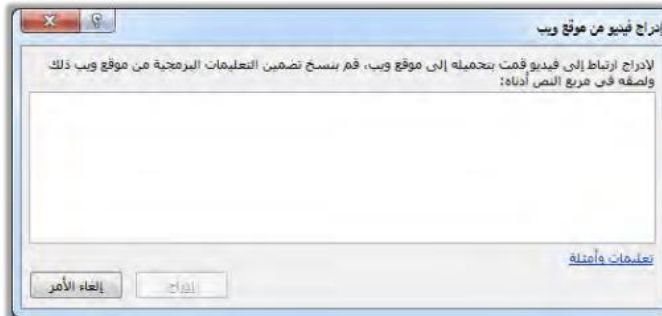 إدراج فيديو من موقع ويب
لادراج ارتباط إلى فيديو قمت بتحميله إلى موقع ويب، قم بنسخ تضمين التعليمات البرمجية من موقع ويب ذلك
ولصقه في مربع النص أدناه:
تعليمات وأمثلة
إدراج
إلغاء الأمر